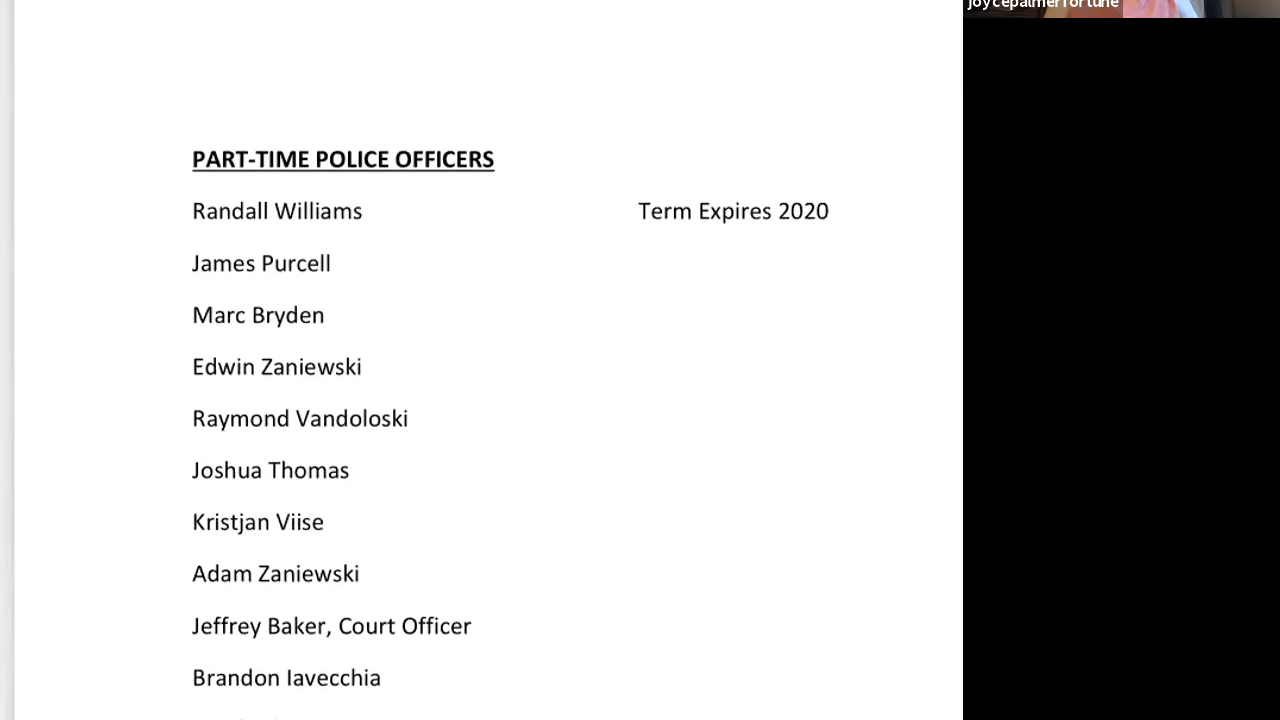 joycepalmerfortune
PART-TIME POLICE OFFICERS
Randall Williams Term Expires 2020
James Purcell
Marc Bryden
Edwin Zaniewski
Raymond Vandoloski
Joshua Thomas
Kristjan Viise
Adam Zaniewski
Jeffrey Baker, Court Officer
Brandon Iavecchia